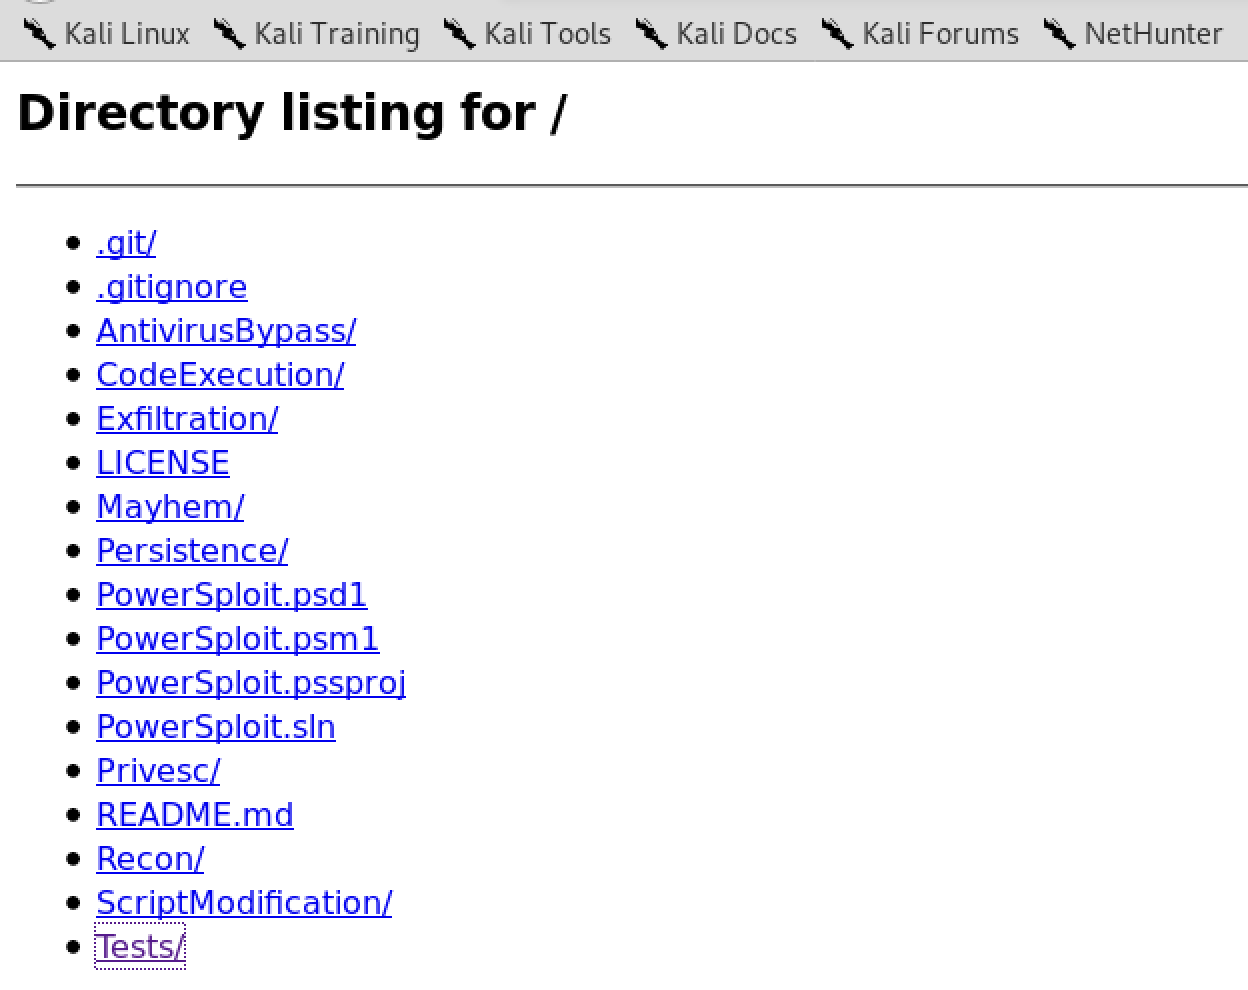 Kali Linux Kali Training Kali Tools Kali Docs Kali Forums NetHunter
Directory listing for /
.git/
.gitignore
AntivirusBypass/
CodeExecution/
Exfiltration/
LICENSE
Mayhem/
Persistence/
PowerSploit.psd1
PowerSploit.psm1
PowerSploit.pssproj
PowerSploit.sln
Privesc/
README.md
Recon/
ScriptModification/
Tests/